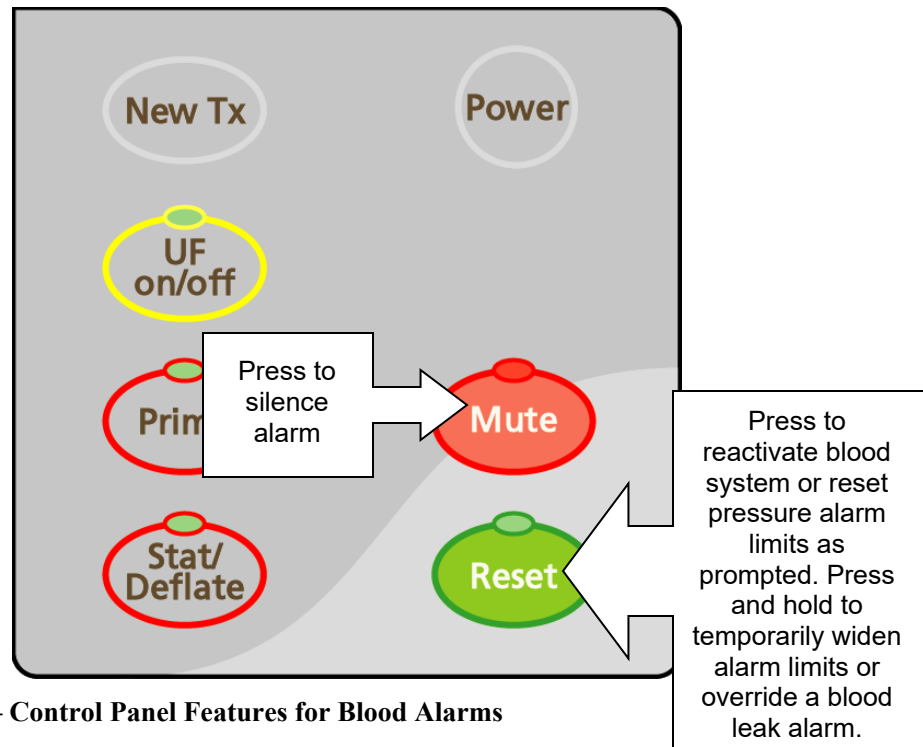 New Tx
Power
UF
on/off
Press to
silence
alarm
Prim
Mute
Press to
reactivate blood
system or reset
pressure alarm
limits as
prompted. Press
and hold to
temporarily widen
alarm limits or
override a blood
leak alarm.
Stat/
Deflate
Reset
– Control Panel Features for Blood Alarms